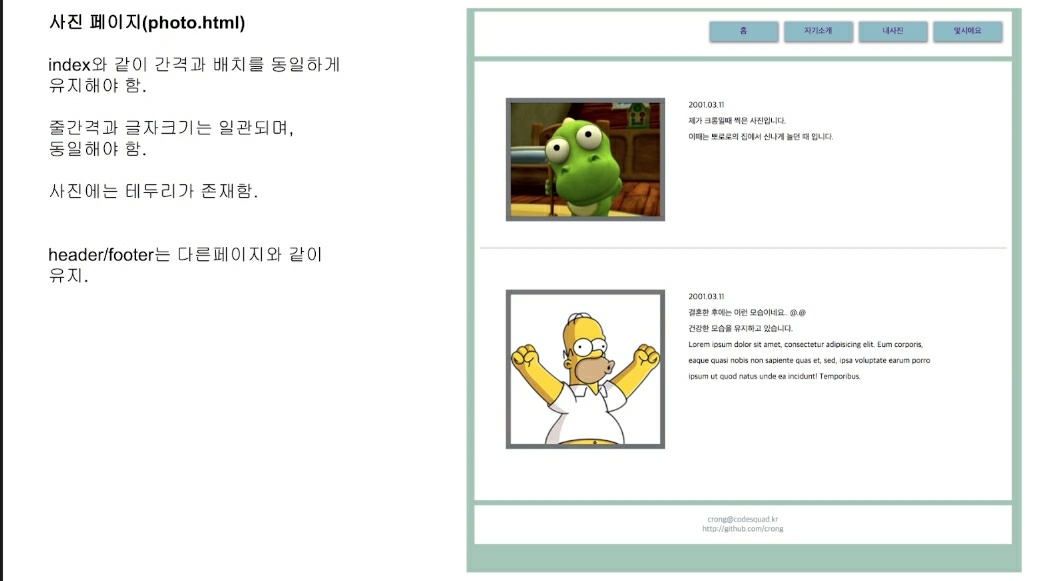 사진 페이지(photo.html)
index와 같이 간격과 배치를 동일하게
유지해야 함.
줄간격과 글자크기는 일관되며,
동일해야 함.
사진에는 테두리가 존재함.
header/footer는 다른페이지와 같이
유지.
홈 자기소개 내사진 몇시에요
2001.03.11
제가 크롱일때 찍은 사진입니다.
이때는 뽀로로의 집에서 신나게 놀던 때 입니다.
2001.03.11
결혼한 후에는 이런 모습이네요.. @.@
건강한 모습을 유지하고 있습니다.
Lorem ipsum dolor sit amet, consectetur adipisicing elit. Eum corporis,
eaque quasi nobis non sapiente quas et, sed, ipsa voluptate earum porro
ipsum ut quod natus unde ea incidunt! Temporibus.
crong@codesquad.kr
http://github.com/crong